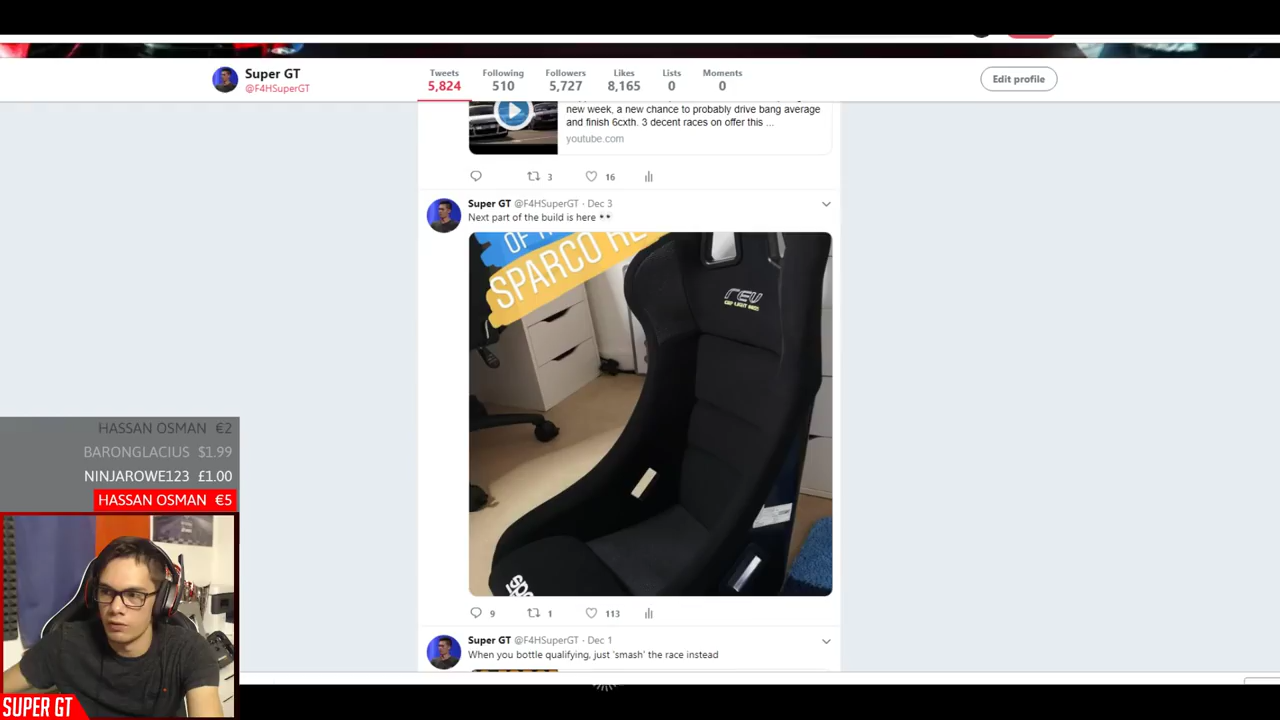 Super GT
@F4HSuperGT
Tweets
5,824
Following
510
Followers
5,727
Likes
8,165
Lists
0
Moments
0
Edit profile
new week, a new chance to probably drive bang average
and finish 6cxth. 3 decent races on offer this ...
youtube.com
3
16
Super GT @F4HSuperGT · Dec 3
Next part of the build is here 👀
SPARCO RE
rev
9
1
113
Super GT @F4HSuperGT · Dec 1
When you bottle qualifying, just 'smash' the race instead
HASSAN OSMAN €2
BARONGLACIUS $1.99
NINJAROWE123 £1.00
HASSAN OSMAN €5
SUPER GT